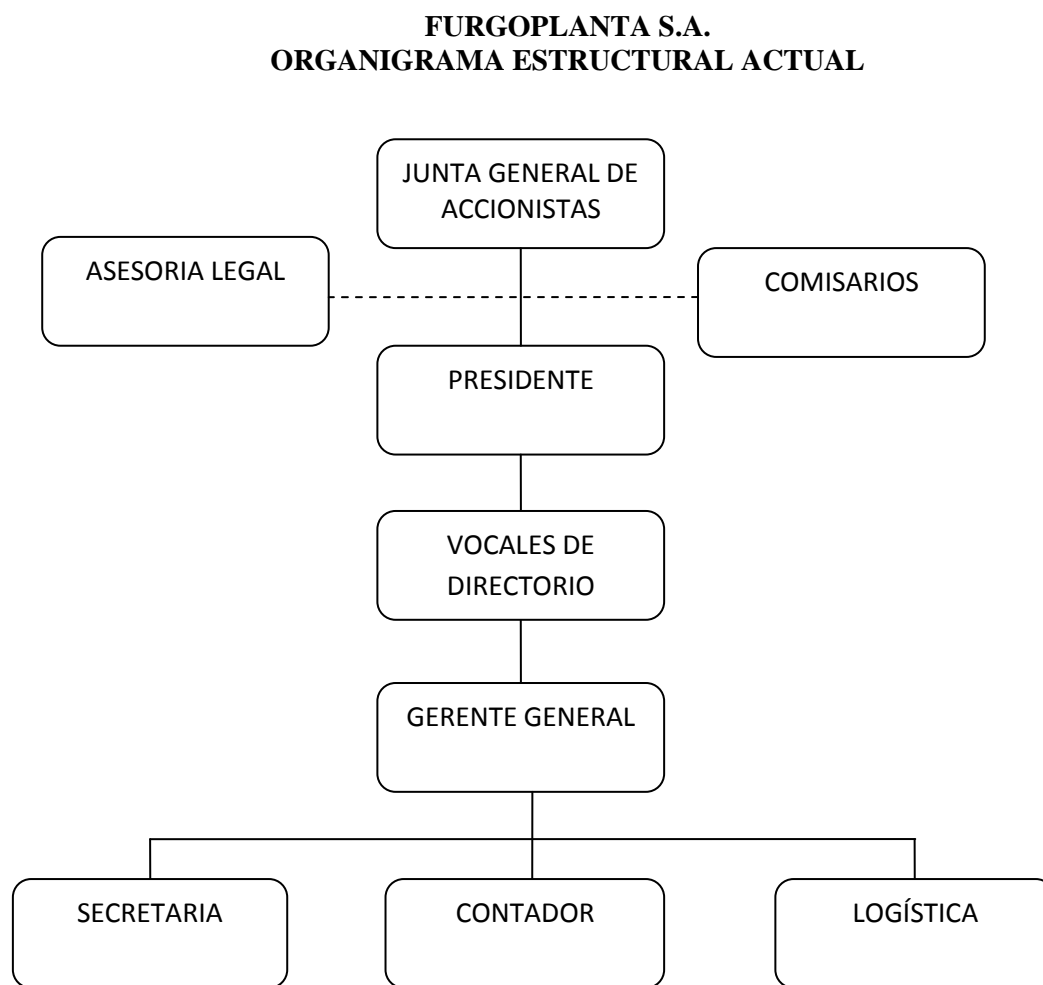 FURGOPLANTA S.A.
ORGANIGRAMA ESTRUCTURAL ACTUAL
JUNTA GENERAL DE
ACCIONISTAS
ASESORIA LEGAL
COMISARIOS
PRESIDENTE
VOCALES DE
DIRECTORIO
GERENTE GENERAL
SECRETARIA
CONTADOR
LOGÍSTICA